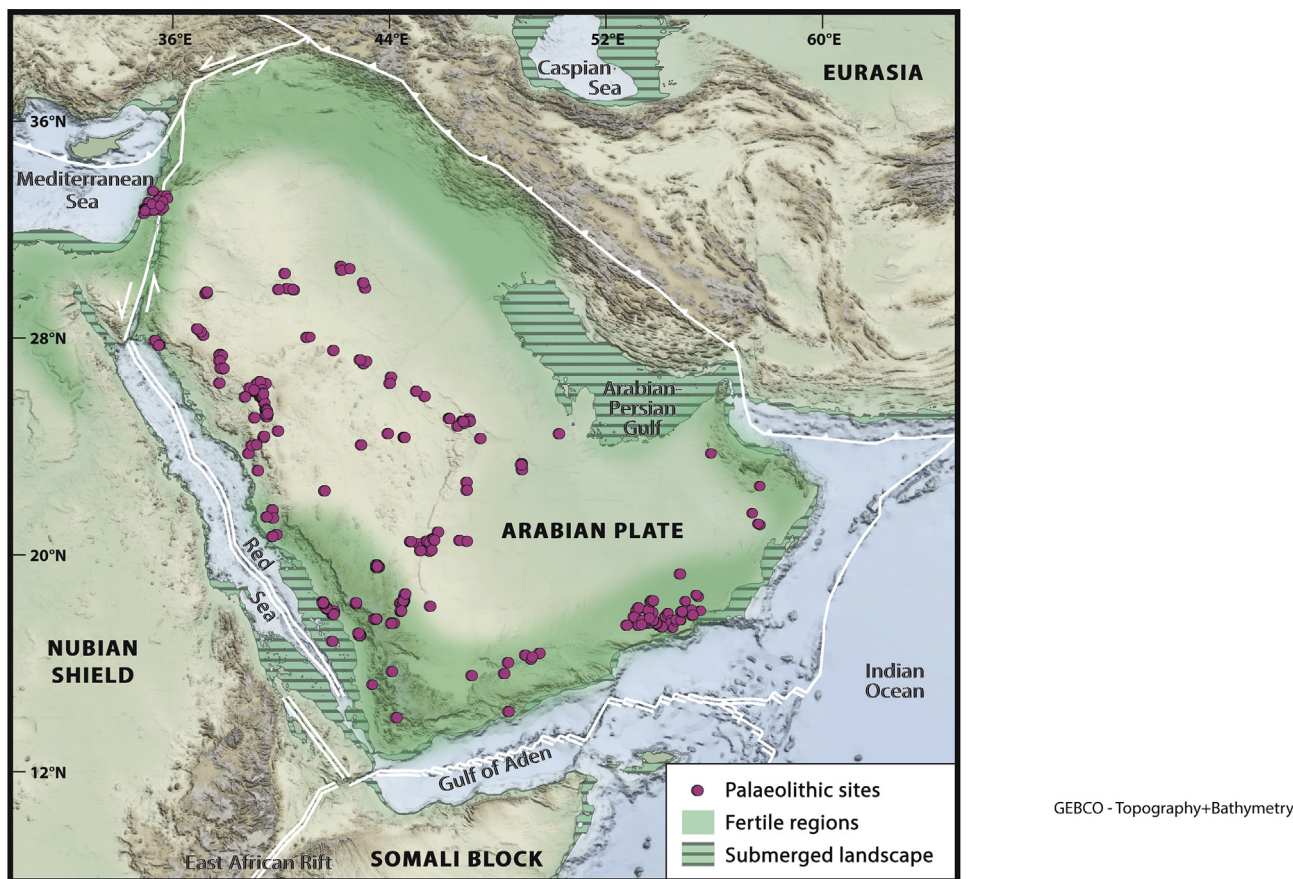 36°E
44°E
52°E
60°E
Caspian
Sea
EURASIA
36°N
Mediterranean
Sea
28°N
Arabian-
Persian
Gulf
ARABIAN PLATE
20°N
Red
Sea
NUBIAN
SHIELD
Indian
Ocean
12°N
Gulf of Aden
East African Rift
SOMALI BLOCK
Palaeolithic sites
Fertile regions
Submerged landscape
GEBCO - Topography+Bathymetry